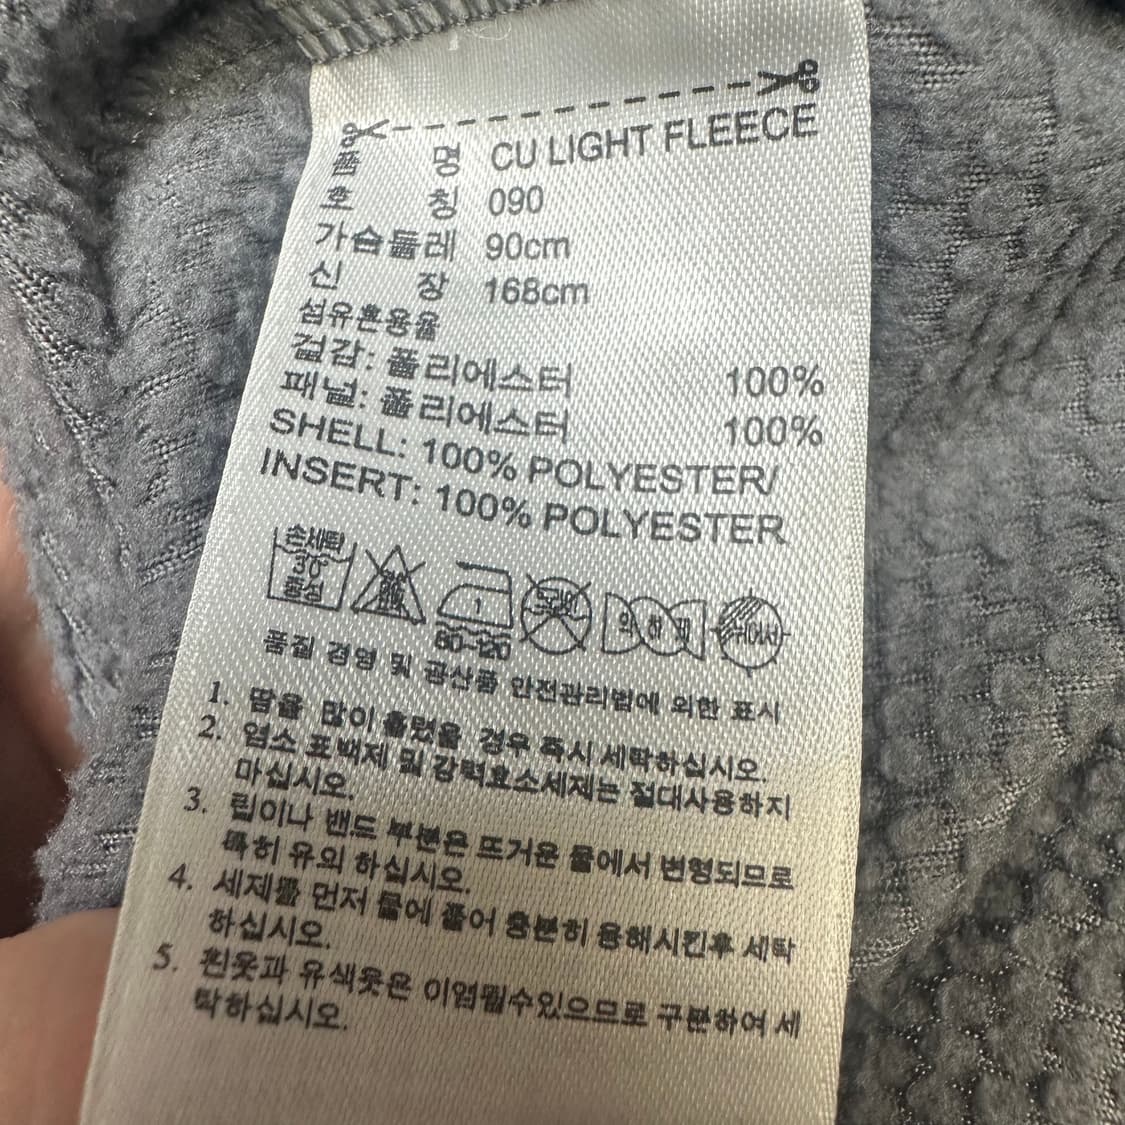 품 명 CU LIGHT FLEECE
호 칭 090
가슴둘레 90cm
신 장 168cm
섬유혼용율
겉감: 폴리에스터 100%
패널: 폴리에스터 100%
SHELL: 100% POLYESTER/
INSERT: 100% POLYESTER
손세탁
30°
중성
1
80~120
드라이
품질 경영 및 공산품 안전관리법에 의한 표시
1. 땀을 많이 흘렸을 경우 즉시 세탁하십시오.
2. 염소 표백제 및 강력효소세제는 절대사용하지
마십시오.
3. 립이나 밴드 부분은 뜨거운 물에서 변형되므로
특히 유의 하십시오.
4. 세제를 먼저 물에 풀어 충분히 용해시킨후 세탁
하십시오.
5. 흰옷과 유색옷은 이염될수있으므로 구분하여 세
탁하십시오.